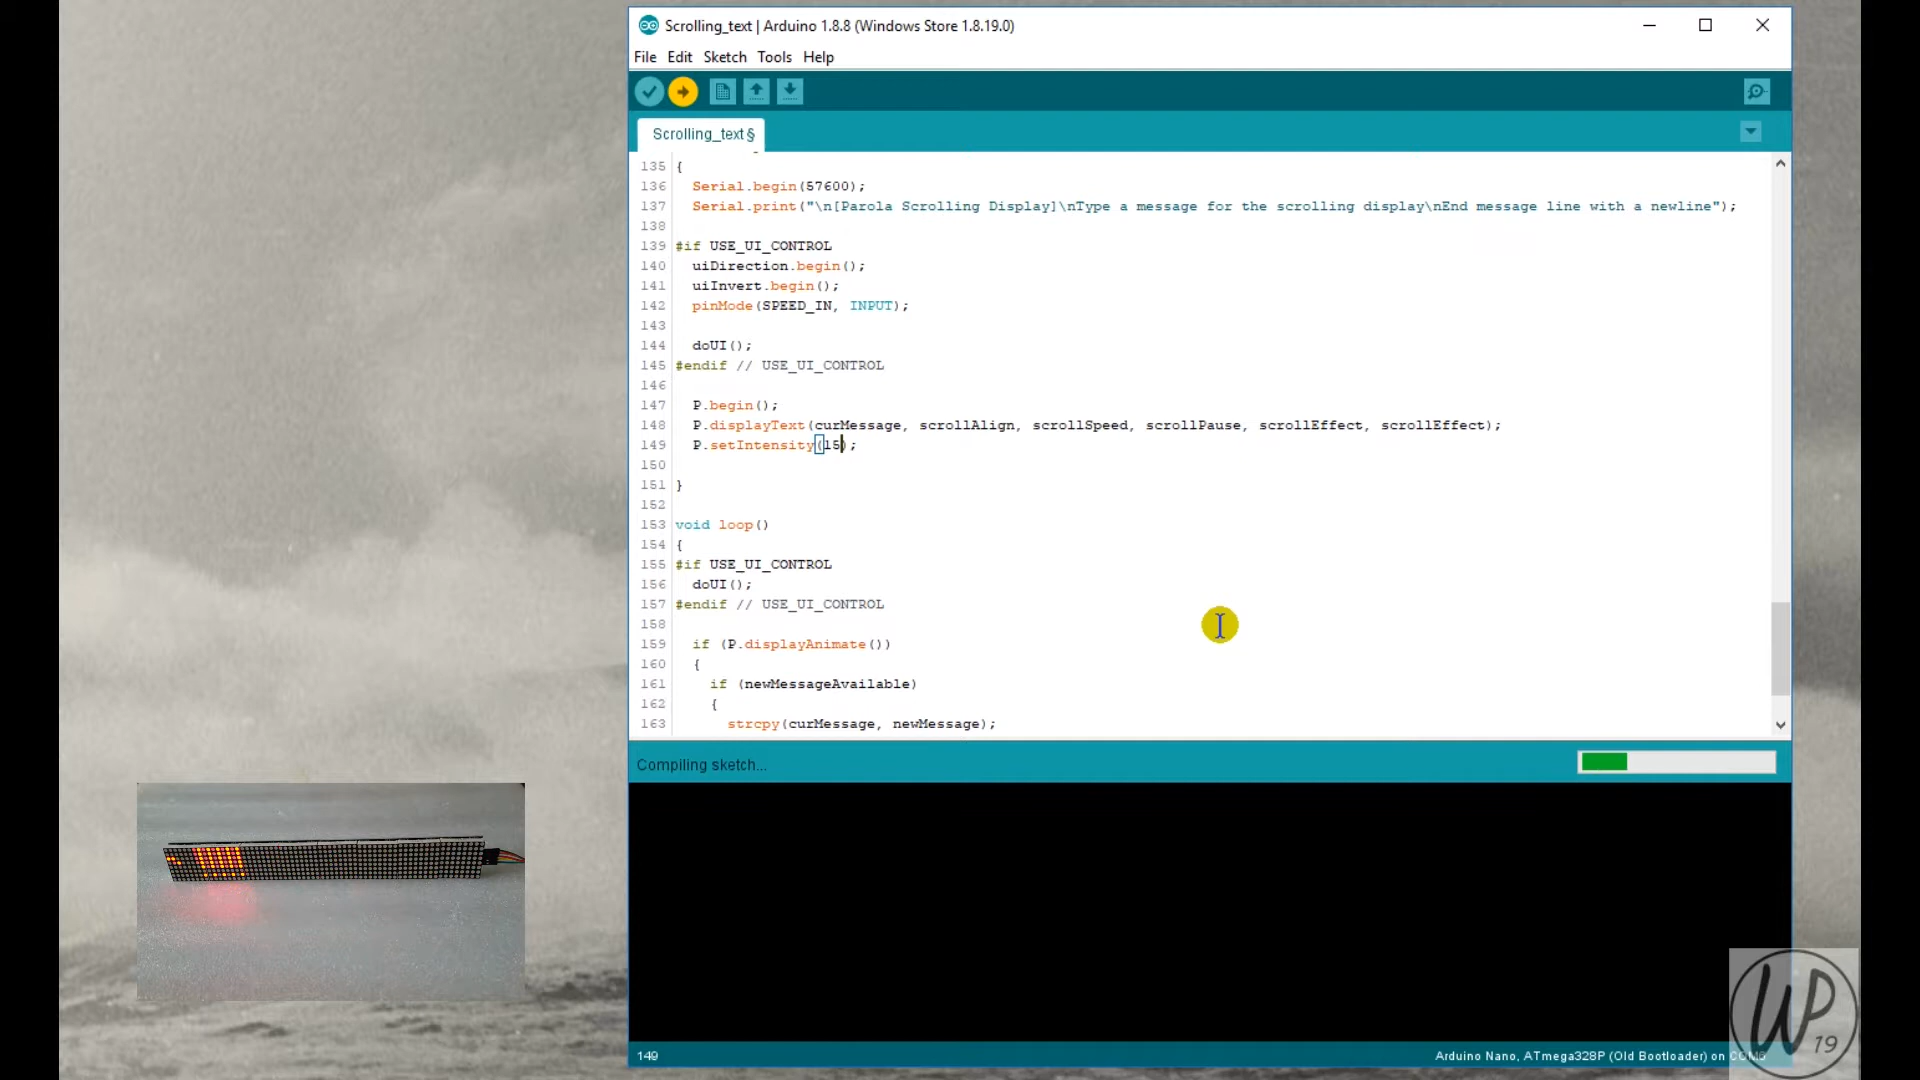 Scrolling_text | Arduino 1.8.8 (Windows Store 1.8.19.0)
File Edit Sketch Tools Help
Scrolling_text §
135 {
136 Serial.begin(57600);
137 Serial.print("\n[Parola Scrolling Display]\nType a message for the scrolling display\nEnd message line with a newline");
138
139 #if USE_UI_CONTROL
140 uiDirection.begin();
141 uiInvert.begin();
142 pinMode(SPEED_IN, INPUT);
143
144 doUI();
145 #endif // USE_UI_CONTROL
146
147 P.begin();
148 P.displayText(curMessage, scrollAlign, scrollSpeed, scrollPause, scrollEffect, scrollEffect);
149 P.setIntensity(15);
150
151 }
152
153 void loop()
154 {
155 #if USE_UI_CONTROL
156 doUI();
157 #endif // USE_UI_CONTROL
158
159 if (P.displayAnimate())
160 {
161 if (newMessageAvailable)
162 {
163 strcpy(curMessage, newMessage);
Compiling sketch...
149
Arduino Nano, ATmega328P (Old Bootloader) on COM6
WP
19